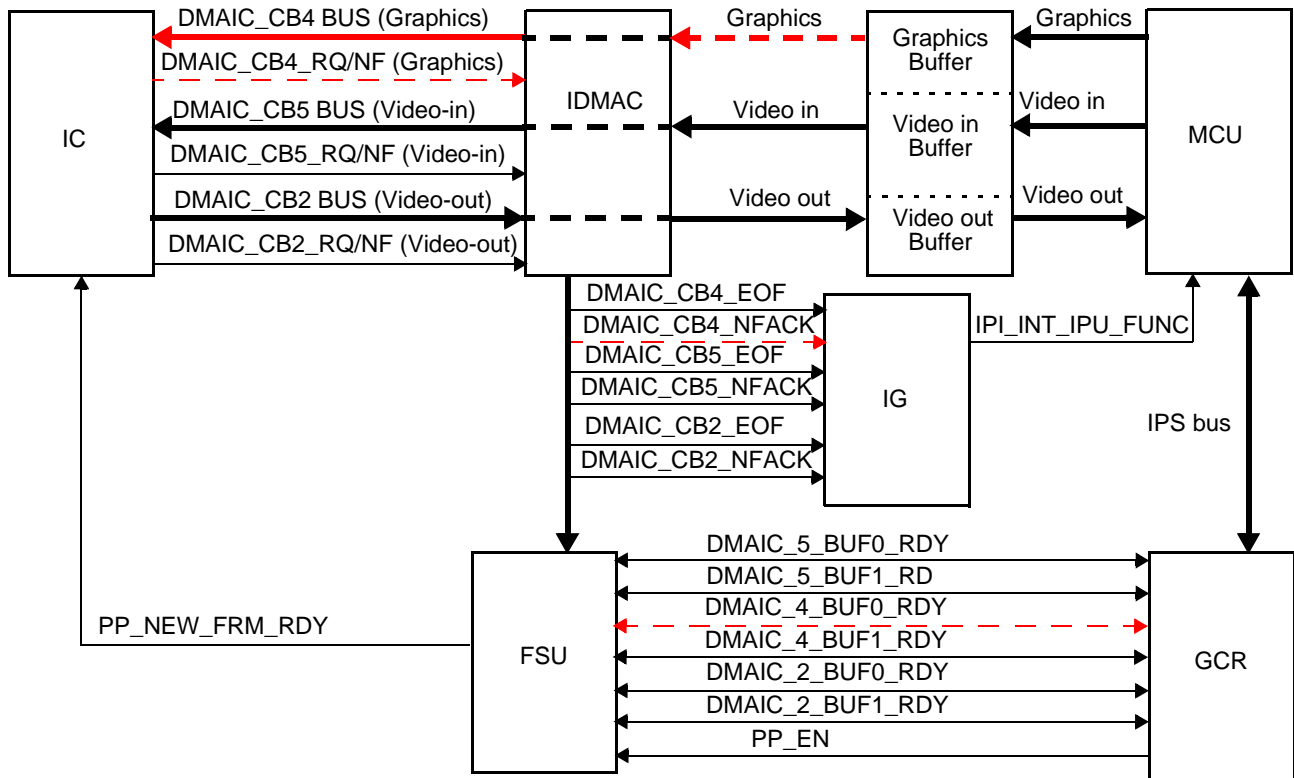 DMAIC_CB4 BUS (Graphics)
Graphics
Graphics
DMAIC_CB4_RQ/NF (Graphics)
Graphics
Buffer
IC
IDMAC
MCU
DMAIC_CB5 BUS (Video-in)
Video in
Video in
Video in
Buffer
DMAIC_CB5_RQ/NF (Video-in)
DMAIC_CB2 BUS (Video-out)
Video out
Video out
DMAIC_CB2_RQ/NF (Video-out)
Video out
Buffer
DMAIC_CB4_EOF
DMAIC_CB4_NFACK
DMAIC_CB5_EOF
DMAIC_CB5_NFACK
DMAIC_CB2_EOF
DMAIC_CB2_NFACK
IG
IPI_INT_IPU_FUNC
IPS bus
DMAIC_5_BUF0_RDY
DMAIC_5_BUF1_RD
DMAIC_4_BUF0_RDY
DMAIC_4_BUF1_RDY
DMAIC_2_BUF0_RDY
DMAIC_2_BUF1_RDY
PP_EN
PP_NEW_FRM_RDY
FSU
GCR